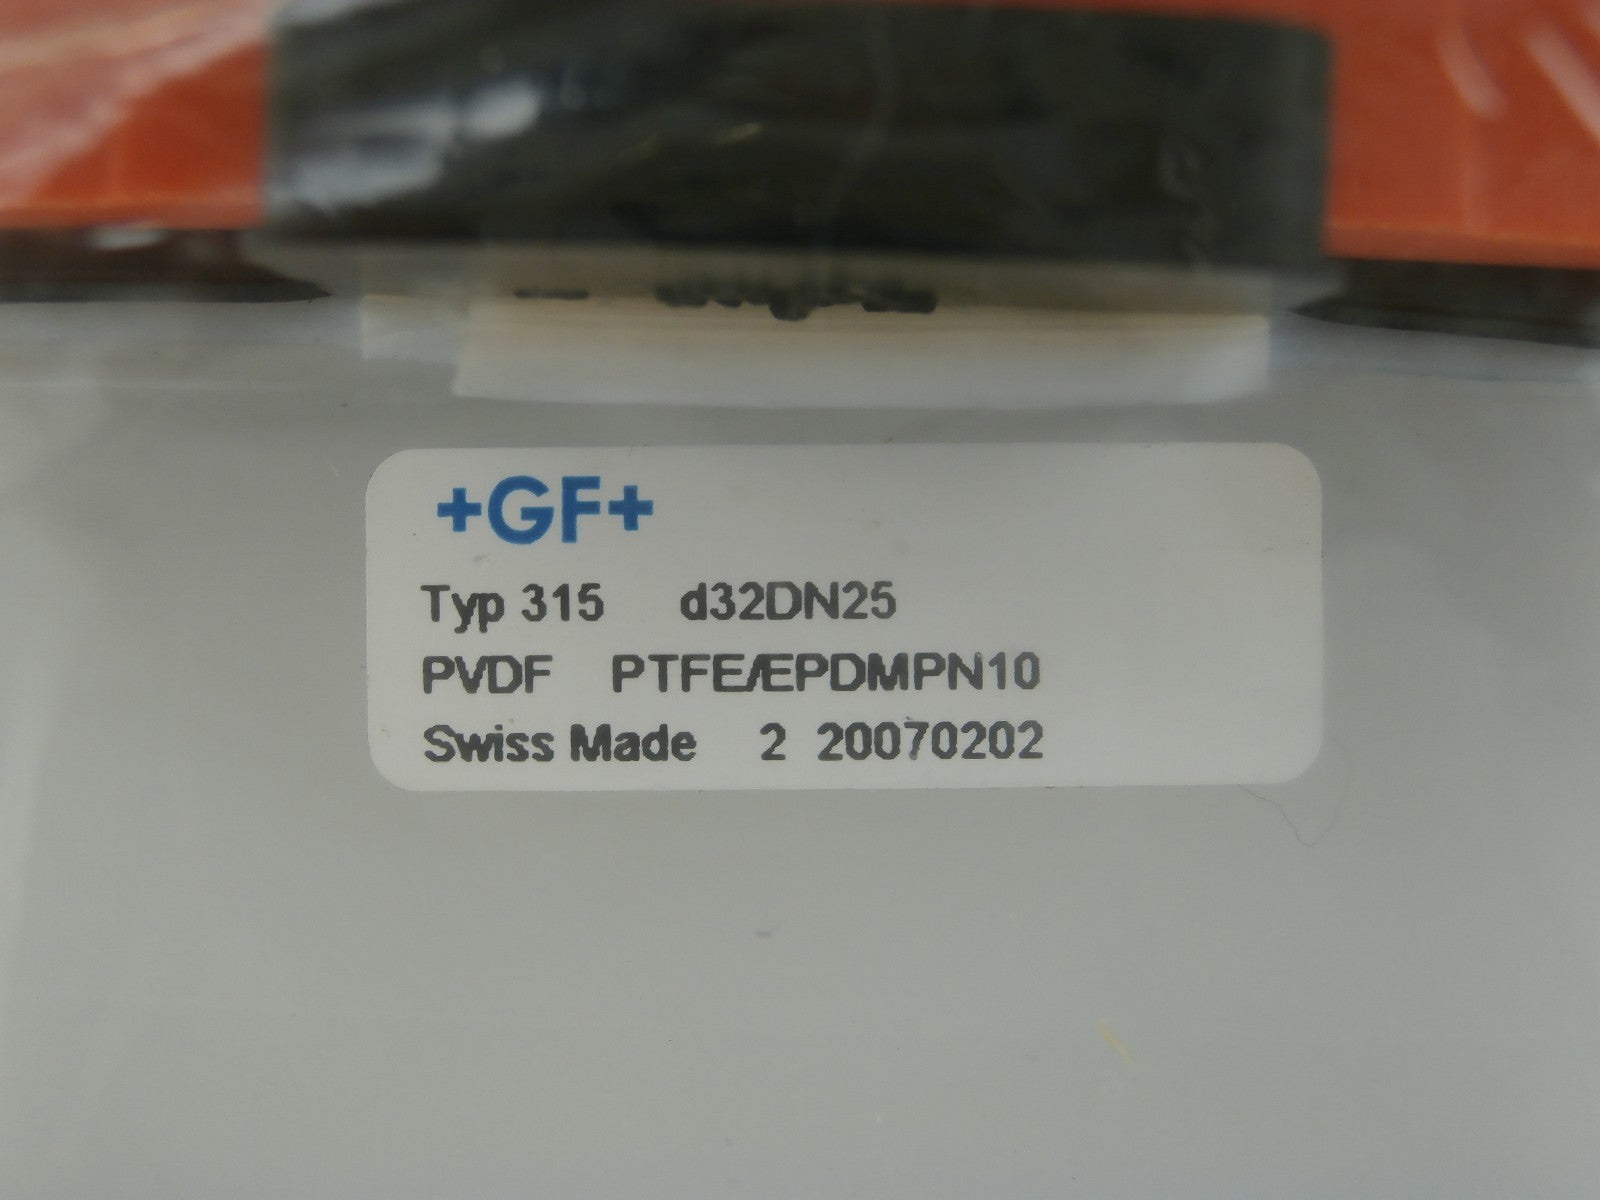 +GF+
Typ 315 d32DN25
PVDF PTFE/EPDMPN10
Swiss Made 2 20070202